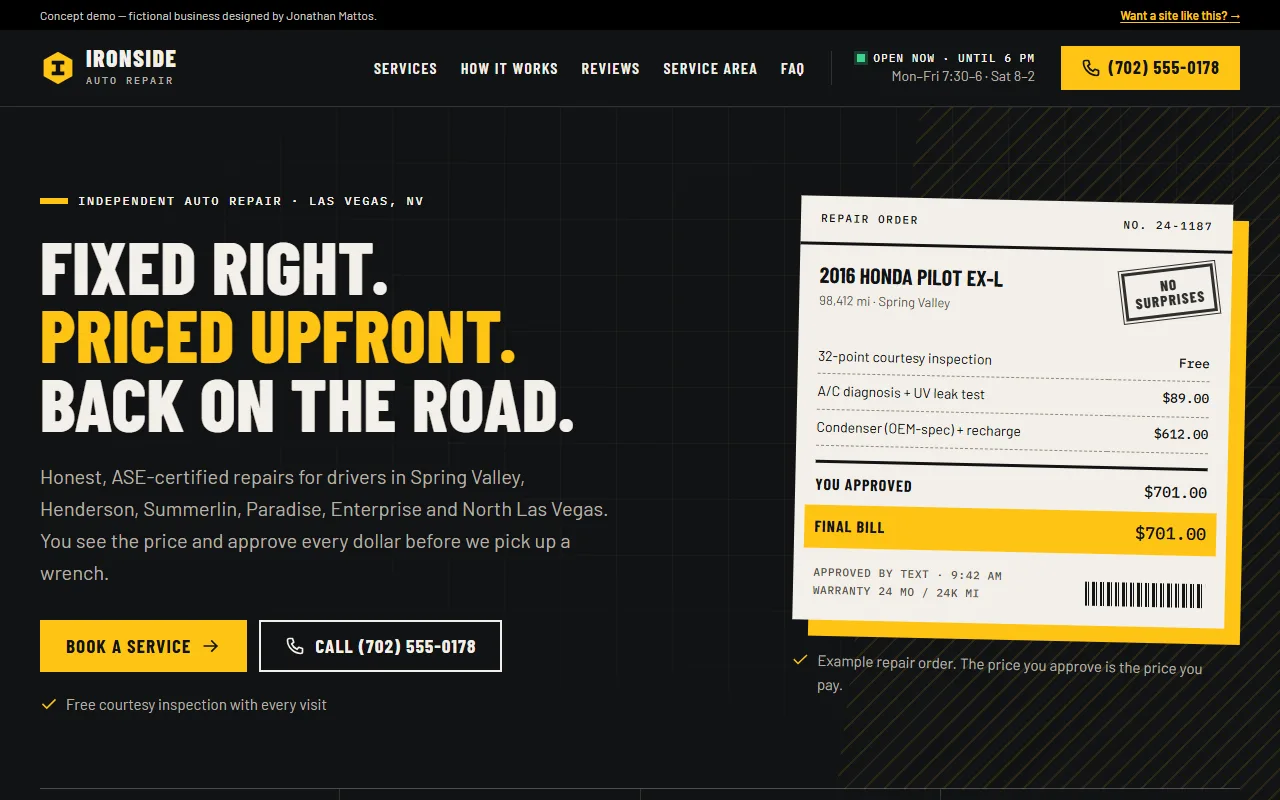 Concept demo — fictional business designed by Jonathan Mattos.
Want a site like this? →
IRONSIDE
AUTO REPAIR
SERVICES
HOW IT WORKS
REVIEWS
SERVICE AREA
FAQ
OPEN NOW · UNTIL 6 PM
Mon–Fri 7:30–6 · Sat 8–2
(702) 555-0178
INDEPENDENT AUTO REPAIR · LAS VEGAS, NV
FIXED RIGHT.
PRICED UPFRONT.
BACK ON THE ROAD.
Honest, ASE-certified repairs for drivers in Spring Valley,
Henderson, Summerlin, Paradise, Enterprise and North Las Vegas.
You see the price and approve every dollar before we pick up a
wrench.
BOOK A SERVICE →
CALL (702) 555-0178
Free courtesy inspection with every visit
REPAIR ORDER
NO. 24-1187
2016 HONDA PILOT EX-L
98,412 mi · Spring Valley
NO
SURPRISES
32-point courtesy inspection Free
A/C diagnosis + UV leak test $89.00
Condenser (OEM-spec) + recharge $612.00
YOU APPROVED $701.00
FINAL BILL $701.00
APPROVED BY TEXT · 9:42 AM
WARRANTY 24 MO / 24K MI
Example repair order. The price you approve is the price you
pay.